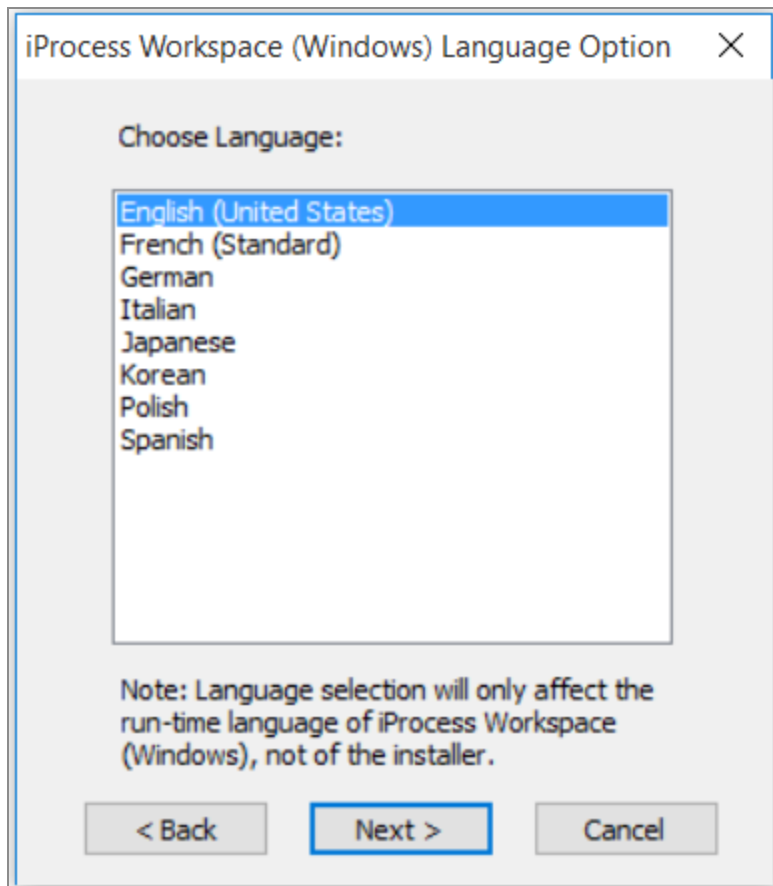 iProcess Workspace (Windows) Language Option
Choose Language:
English (United States)
French (Standard)
German
Italian
Japanese
Korean
Polish
Spanish
Note: Language selection will only affect the
run-time language of iProcess Workspace
(Windows), not of the installer.
< Back Next > Cancel